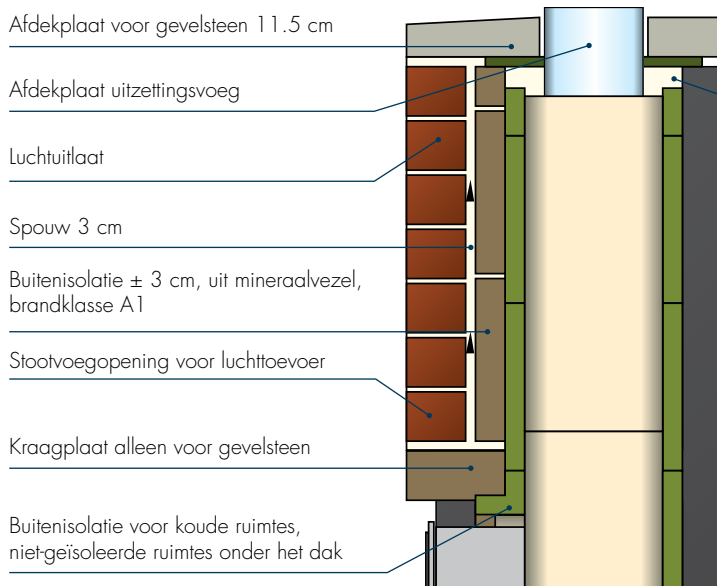 Afdekplaat voor gevelsteen 11.5 cm
Afdekplaat uitzettingsvoeg
Luchtuitlaat
Spouw 3 cm
Buitenisolatie ± 3 cm, uit mineraalvezel,
brandklasse A1
Stootvoegopening voor luchttoevoer
Kraagplaat alleen voor gevelsteen
Buitenisolatie voor koude ruimtes,
niet-geïsoleerde ruimtes onder het dak